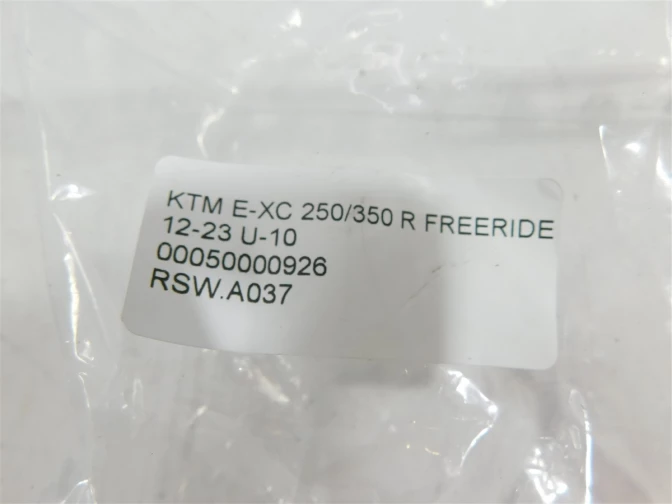 KTM E-XC 250/350 R FREERIDE
12-23 U-10
00050000926
RSW.A037